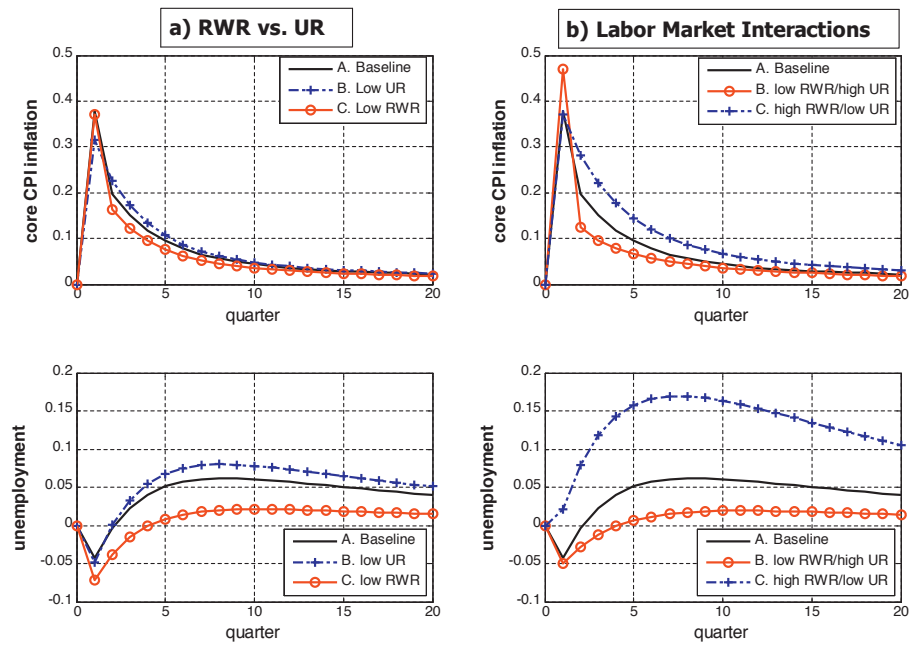 a) RWR vs. UR
b) Labor Market Interactions
0.5
0.4
0.3
0.2
0.1
0
core CPI inflation
A. Baseline
B. Low UR
C. Low RWR
0
5
10
15
20
quarter
0.5
0.4
0.3
0.2
0.1
0
core CPI inflation
A. Baseline
B. low RWR/high UR
C. high RWR/low UR
0
5
10
15
20
quarter
0.2
0.15
0.1
0.05
0
-0.05
-0.1
unemployment
A. Baseline
B. low UR
C. low RWR
0
5
10
15
20
quarter
0.2
0.15
0.1
0.05
0
-0.05
-0.1
unemployment
A. Baseline
B. low RWR/high UR
C. high RWR/low UR
0
5
10
15
20
quarter